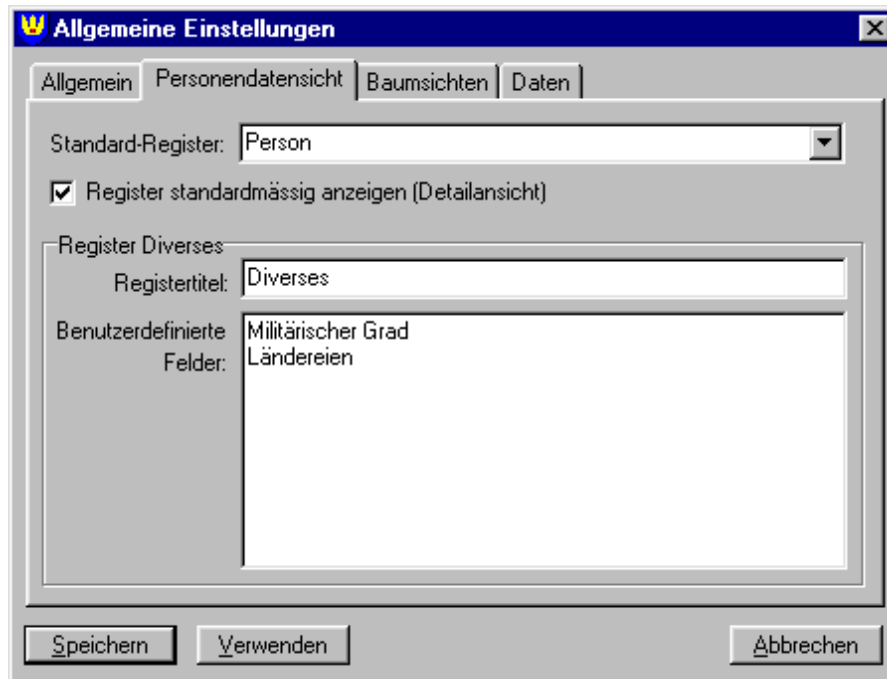 Allgemeine Einstellungen
Allgemein Personendatensicht Baumsichten Daten
Standard-Register: Person
Register standardmässig anzeigen (Detailansicht)
Register Diverses
Registertitel: Diverses
Benutzerdefinierte Militärischer Grad
Felder: Ländereien
Speichern Verwenden Abbrechen